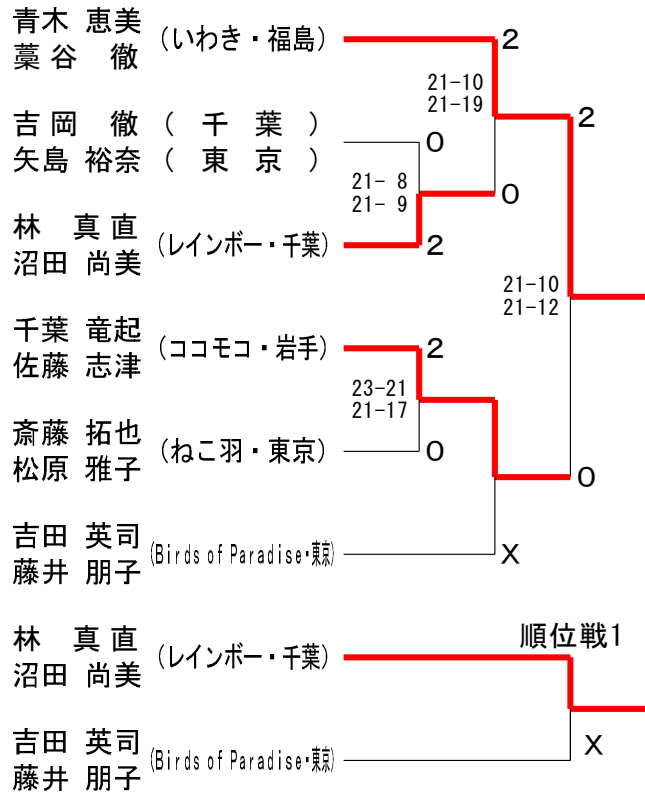 青木 恵美
藁谷 徹
(いわき・福島)
2
21-10
21-19
2
吉岡 徹 ( 千 葉 )
矢島 裕奈 ( 東 京 )
0
21- 8
21- 9
0
林 真直
沼田 尚美
(レインボー・千葉)
2
21-10
21-12
千葉 竜起
佐藤 志津
(ココモコ・岩手)
2
23-21
21-17
斎藤 拓也
松原 雅子
(ねこ羽・東京)
0
0
吉田 英司
藤井 朋子
(Birds of Paradise・東京)
X
順位戦1
林 真直
沼田 尚美
(レインボー・千葉)
吉田 英司
藤井 朋子
(Birds of Paradise・東京)
X